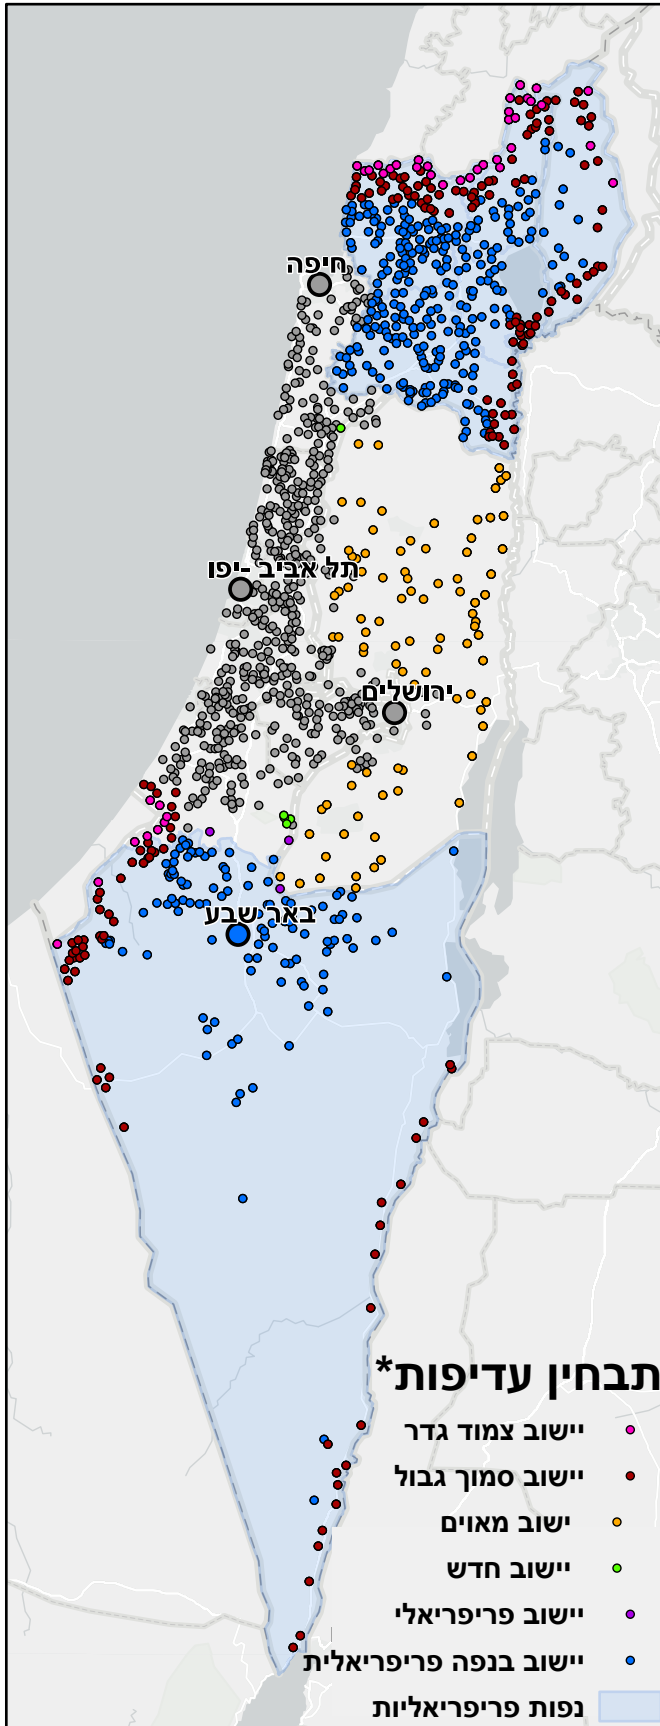 חיפה
תל אביב -יפו
ירושלים
באר שבע
תבחין עדיפות*
יישוב צמוד גדר
יישוב סמוך גבול
ישוב מאוים
יישוב חדש
יישוב פריפריאלי
יישוב בנפה פריפריאלית
נפות פריפריאליות